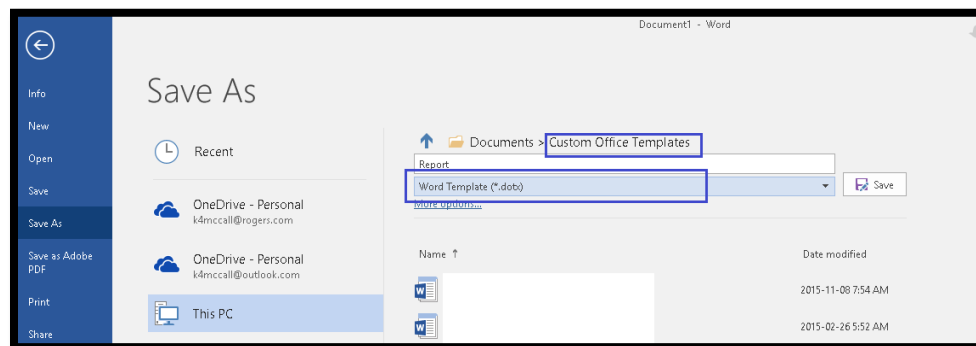 Document1 - Word
Info
New
Open
Save
Save As
Save as Adobe
PDF
Print
Share
Save As
Recent
OneDrive - Personal
k4mccall@rogers.com
OneDrive - Personal
k4mccall@outlook.com
This PC
Documents > Custom Office Templates
Report
Word Template (*.dotx)
Save
More options...
Name
Date modified
2015-11-08 7:54 AM
2015-02-26 5:52 AM